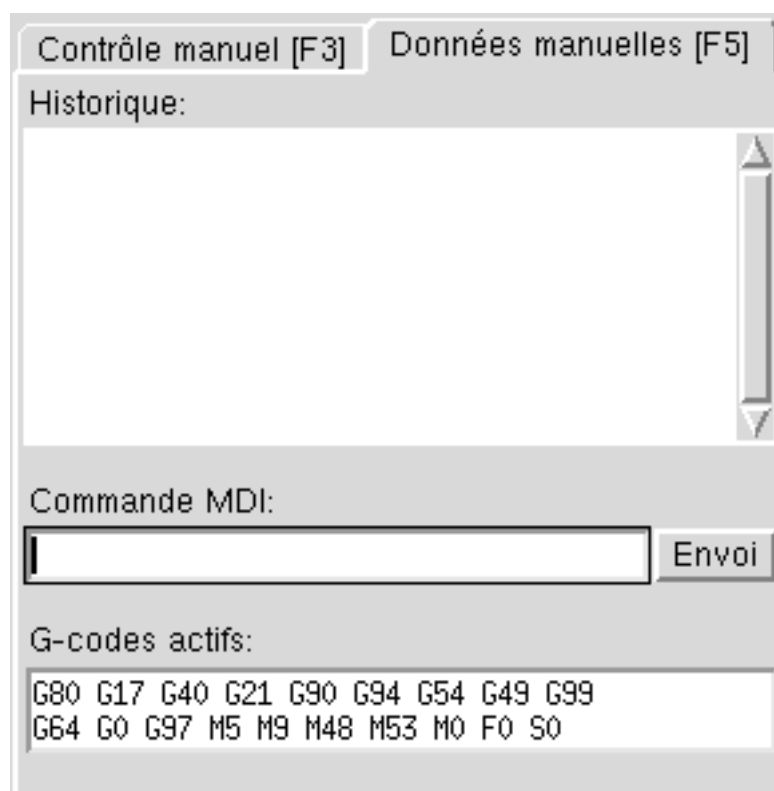 Contrôle manuel [F3] Données manuelles [F5]
Historique:
Commande MDI:
Envoi
G-codes actifs:
G80 G17 G40 G21 G90 G94 G54 G49 G99
G64 G0 G97 M5 M9 M48 M53 M0 F0 S0